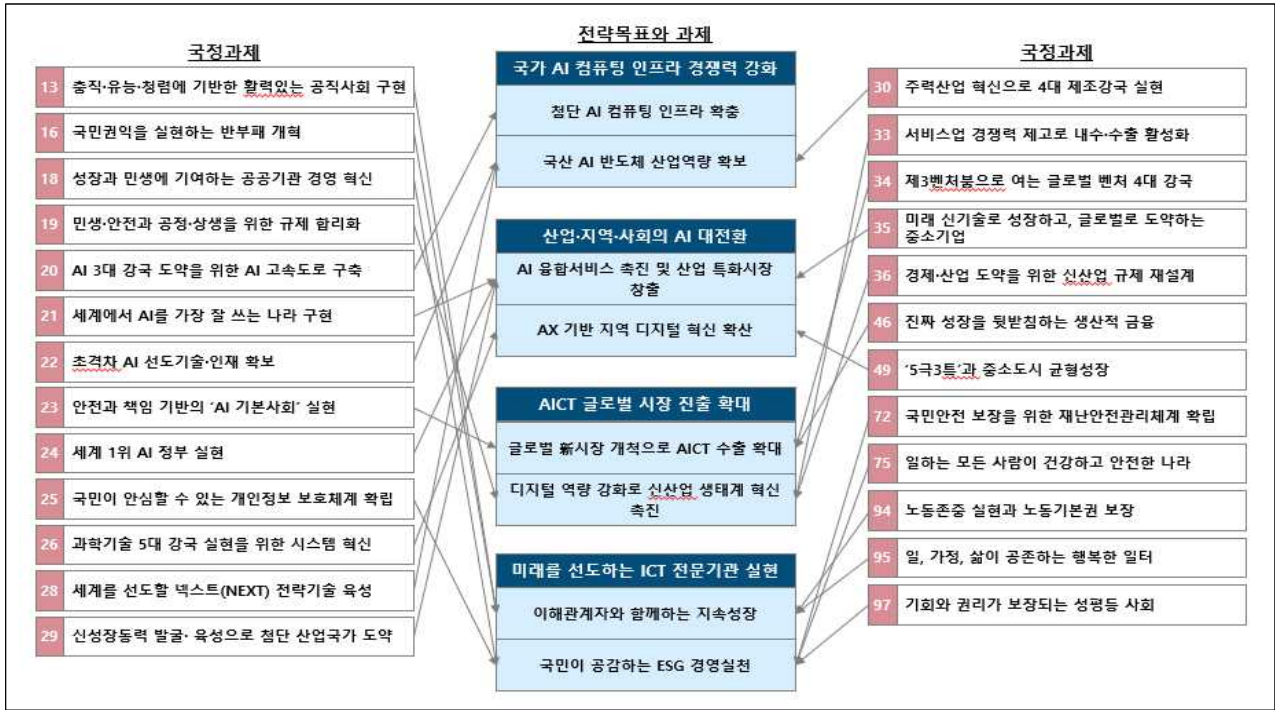 국정과제
13 충직·유능·청렴에 기반한 활력있는 공직사회 구현
16 국민권익을 실현하는 반부패 개혁
18 성장과 민생에 기여하는 공공기관 경영 혁신
19 민생·안전과 공정·상생을 위한 규제 합리화
20 AI 3대 강국 도약을 위한 AI 고속도로 구축
21 세계에서 AI를 가장 잘 쓰는 나라 구현
22 초격차 AI 선도기술·인재 확보
23 안전과 책임 기반의 ‘AI 기본사회’ 실현
24 세계 1위 AI 정부 실현
25 국민이 안심할 수 있는 개인정보 보호체계 확립
26 과학기술 5대 강국 실현을 위한 시스템 혁신
28 세계를 선도할 넥스트(NEXT) 전략기술 육성
29 신성장동력 발굴· 육성으로 첨단 산업국가 도약
전략목표와 과제
국가 AI 컴퓨팅 인프라 경쟁력 강화
첨단 AI 컴퓨팅 인프라 확충
국산 AI 반도체 산업역량 확보
산업·지역·사회의 AI 대전환
AI 융합서비스 촉진 및 산업 특화시장
창출
AX 기반 지역 디지털 혁신 확산
AICT 글로벌 시장 진출 확대
글로벌 新시장 개척으로 AICT 수출 확대
디지털 역량 강화로 신산업 생태계 혁신
촉진
미래를 선도하는 ICT 전문기관 실현
이해관계자와 함께하는 지속성장
국민이 공감하는 ESG 경영실천
국정과제
30 주력산업 혁신으로 4대 제조강국 실현
33 서비스업 경쟁력 제고로 내수·수출 활성화
34 제3벤처붐으로 여는 글로벌 벤처 4대 강국
35 미래 신기술로 성장하고, 글로벌로 도약하는
중소기업
36 경제·산업 도약을 위한 신산업 규제 재설계
46 진짜 성장을 뒷받침하는 생산적 금융
49 ‘5극3특’과 중소도시 균형성장
72 국민안전 보장을 위한 재난안전관리체계 확립
75 일하는 모든 사람이 건강하고 안전한 나라
94 노동존중 실현과 노동기본권 보장
95 일, 가정, 삶이 공존하는 행복한 일터
97 기회와 권리가 보장되는 성평등 사회